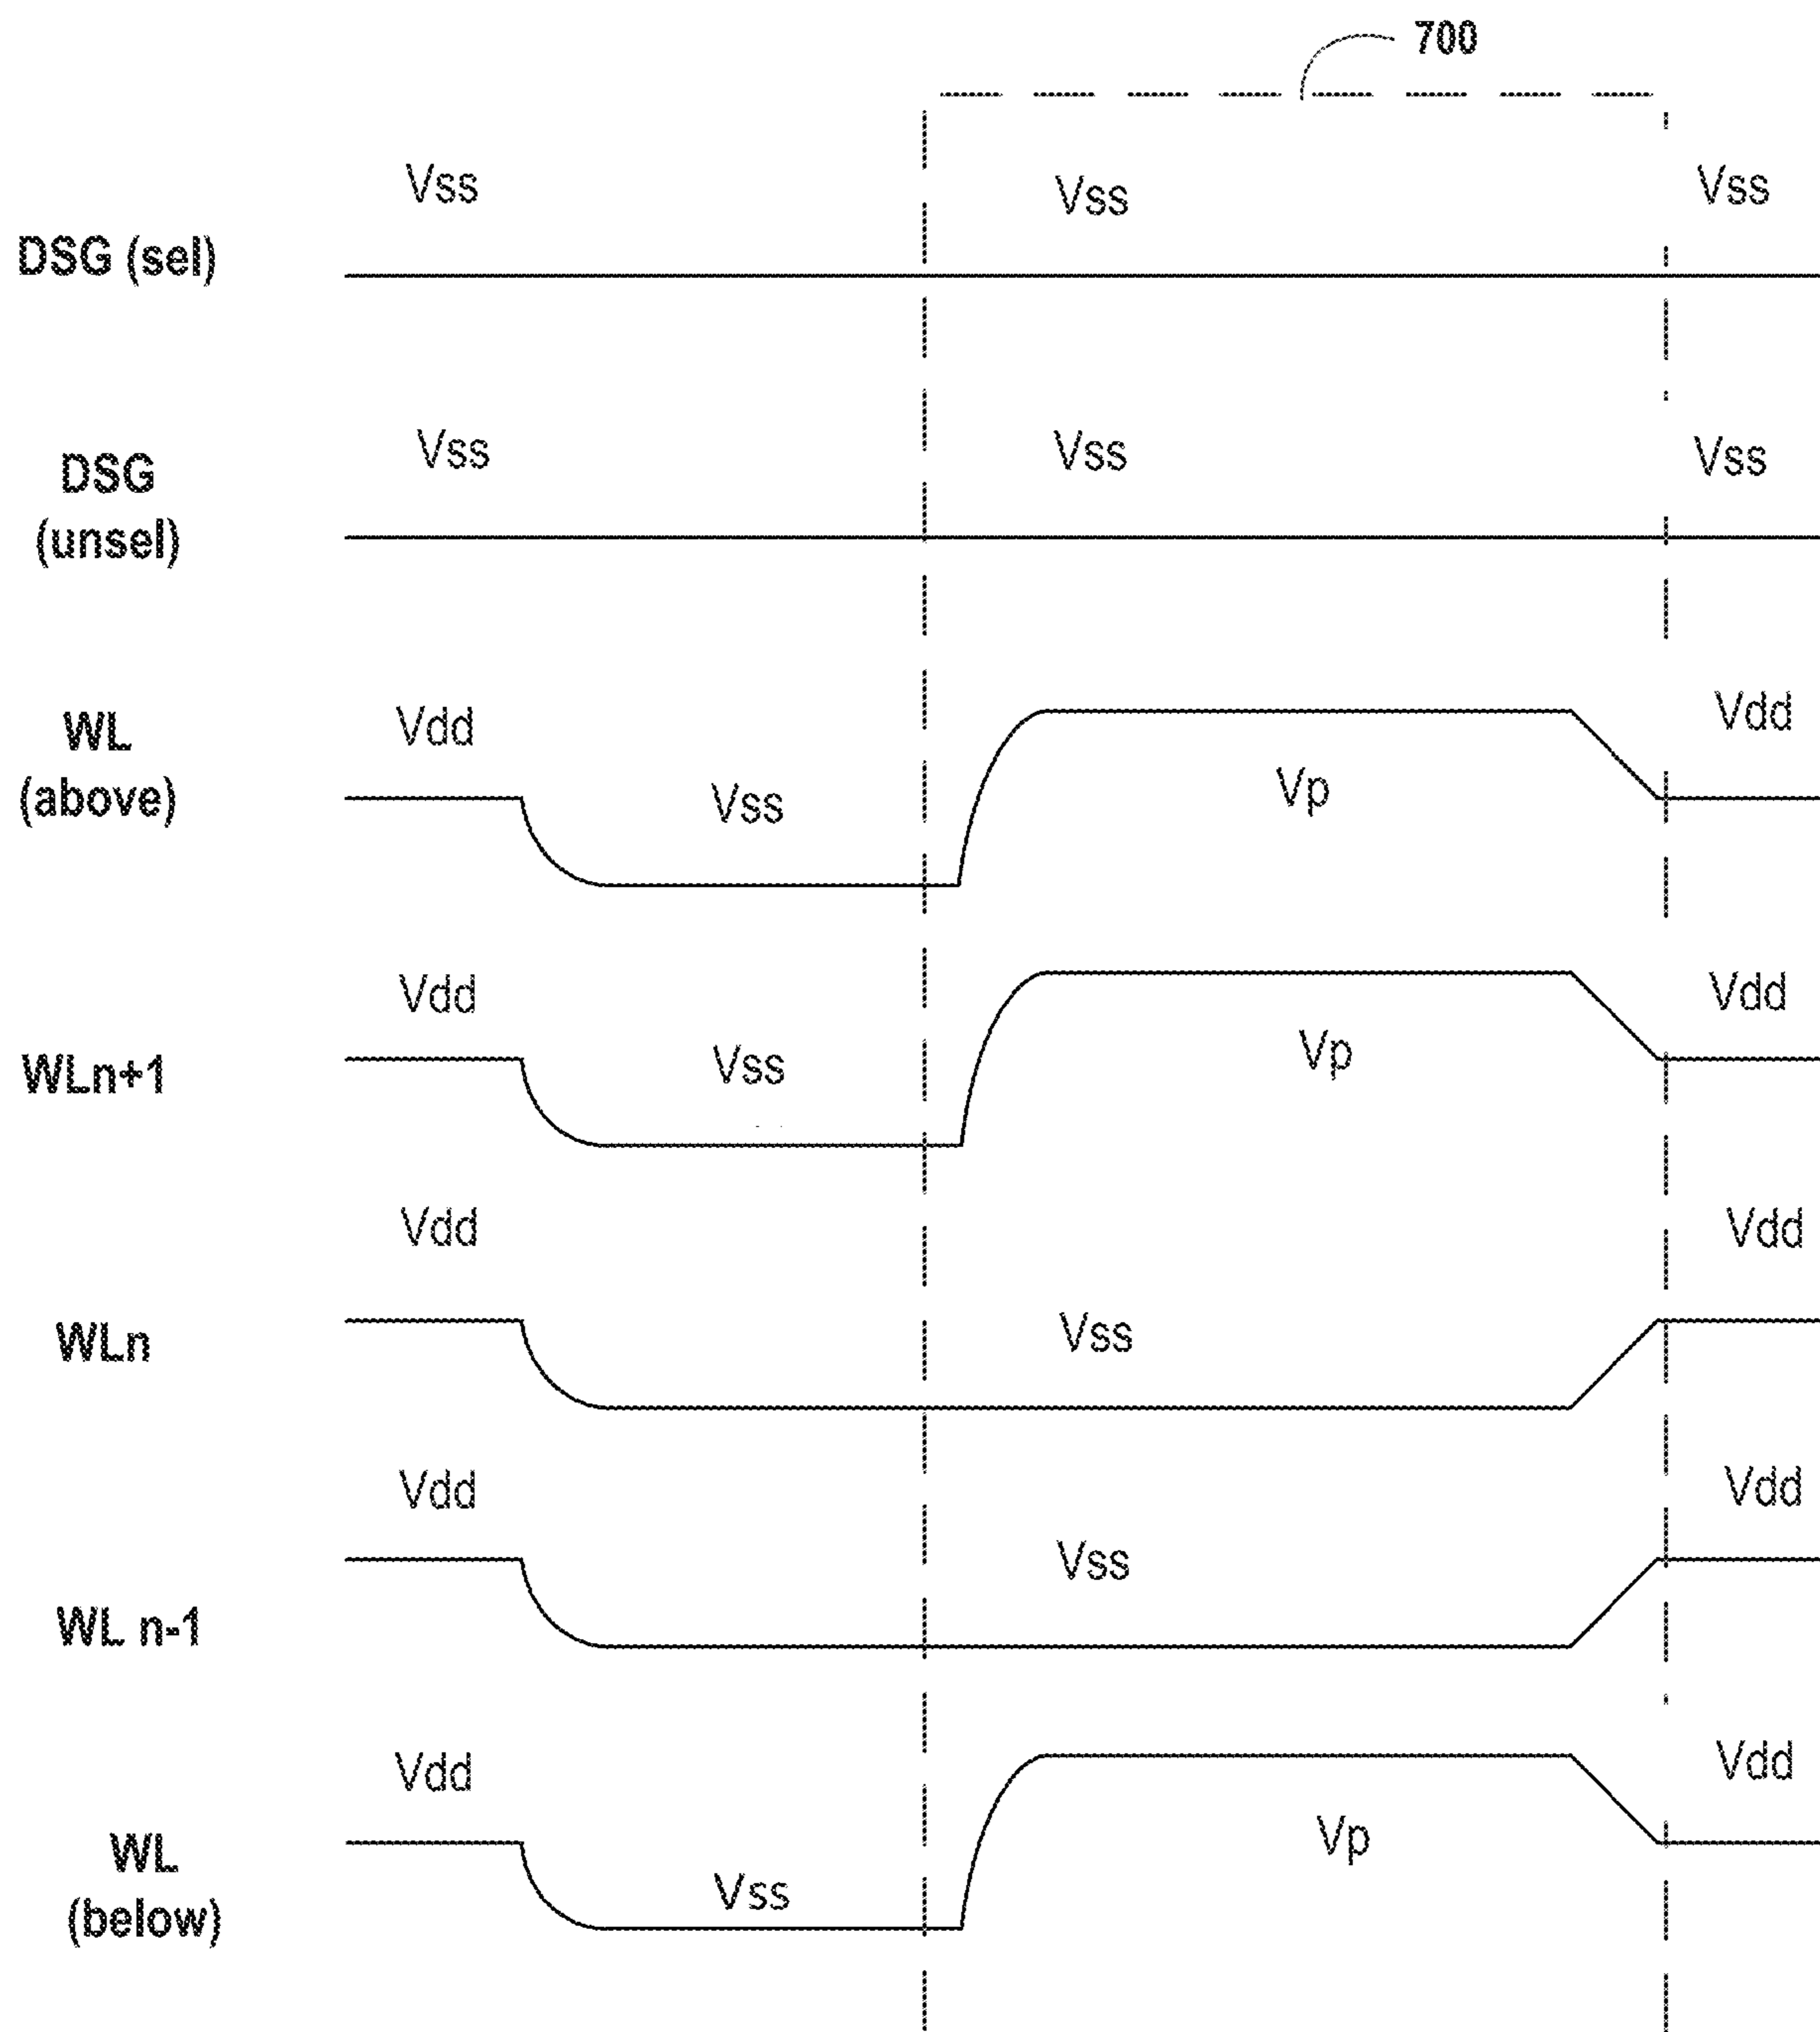 700
Vss Vss Vss
DSG (sel)
Vss Vss Vss
DSG
(unsel)
Vdd Vdd
WL
(above) Vss Vp
Vdd Vdd
WLn+1 Vss Vp
Vdd Vdd
WLn Vss
Vdd Vdd
Vss
WL n-1
Vdd Vdd
WL Vp
Vss
(below)